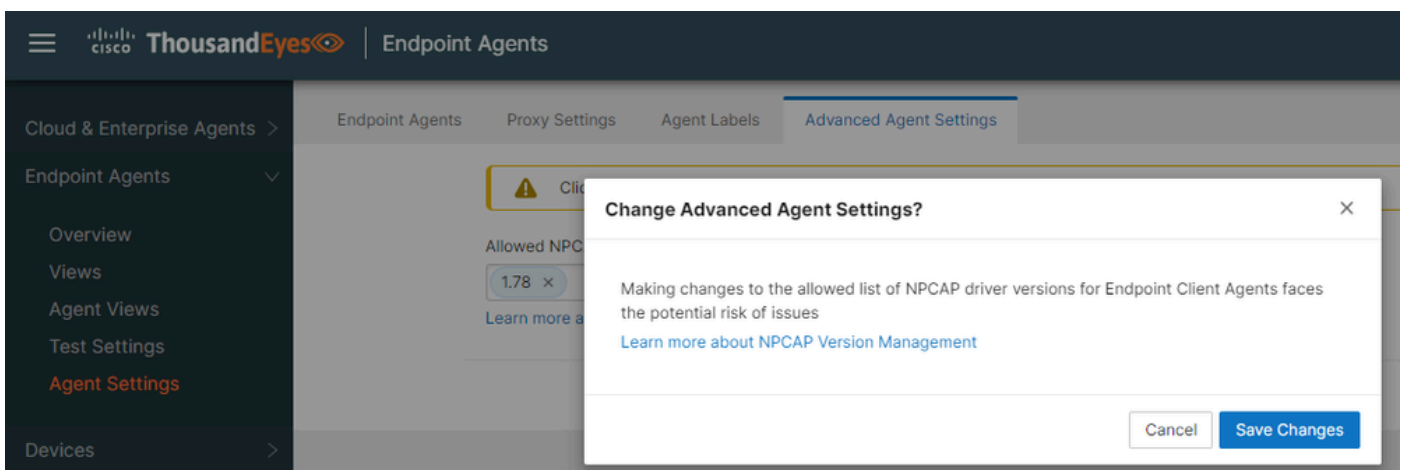 cisco ThousandEyes Endpoint Agents
Cloud & Enterprise Agents >
Endpoint Agents
Overview
Views
Agent Views
Test Settings
Agent Settings
Devices >
Endpoint Agents Proxy Settings Agent Labels Advanced Agent Settings
Allowed NPC
1.78 ×
Learn more
Change Advanced Agent Settings? ×
Making changes to the allowed list of NPCAP driver versions for Endpoint Client Agents faces
the potential risk of issues
Learn more about NPCAP Version Management
Cancel Save Changes